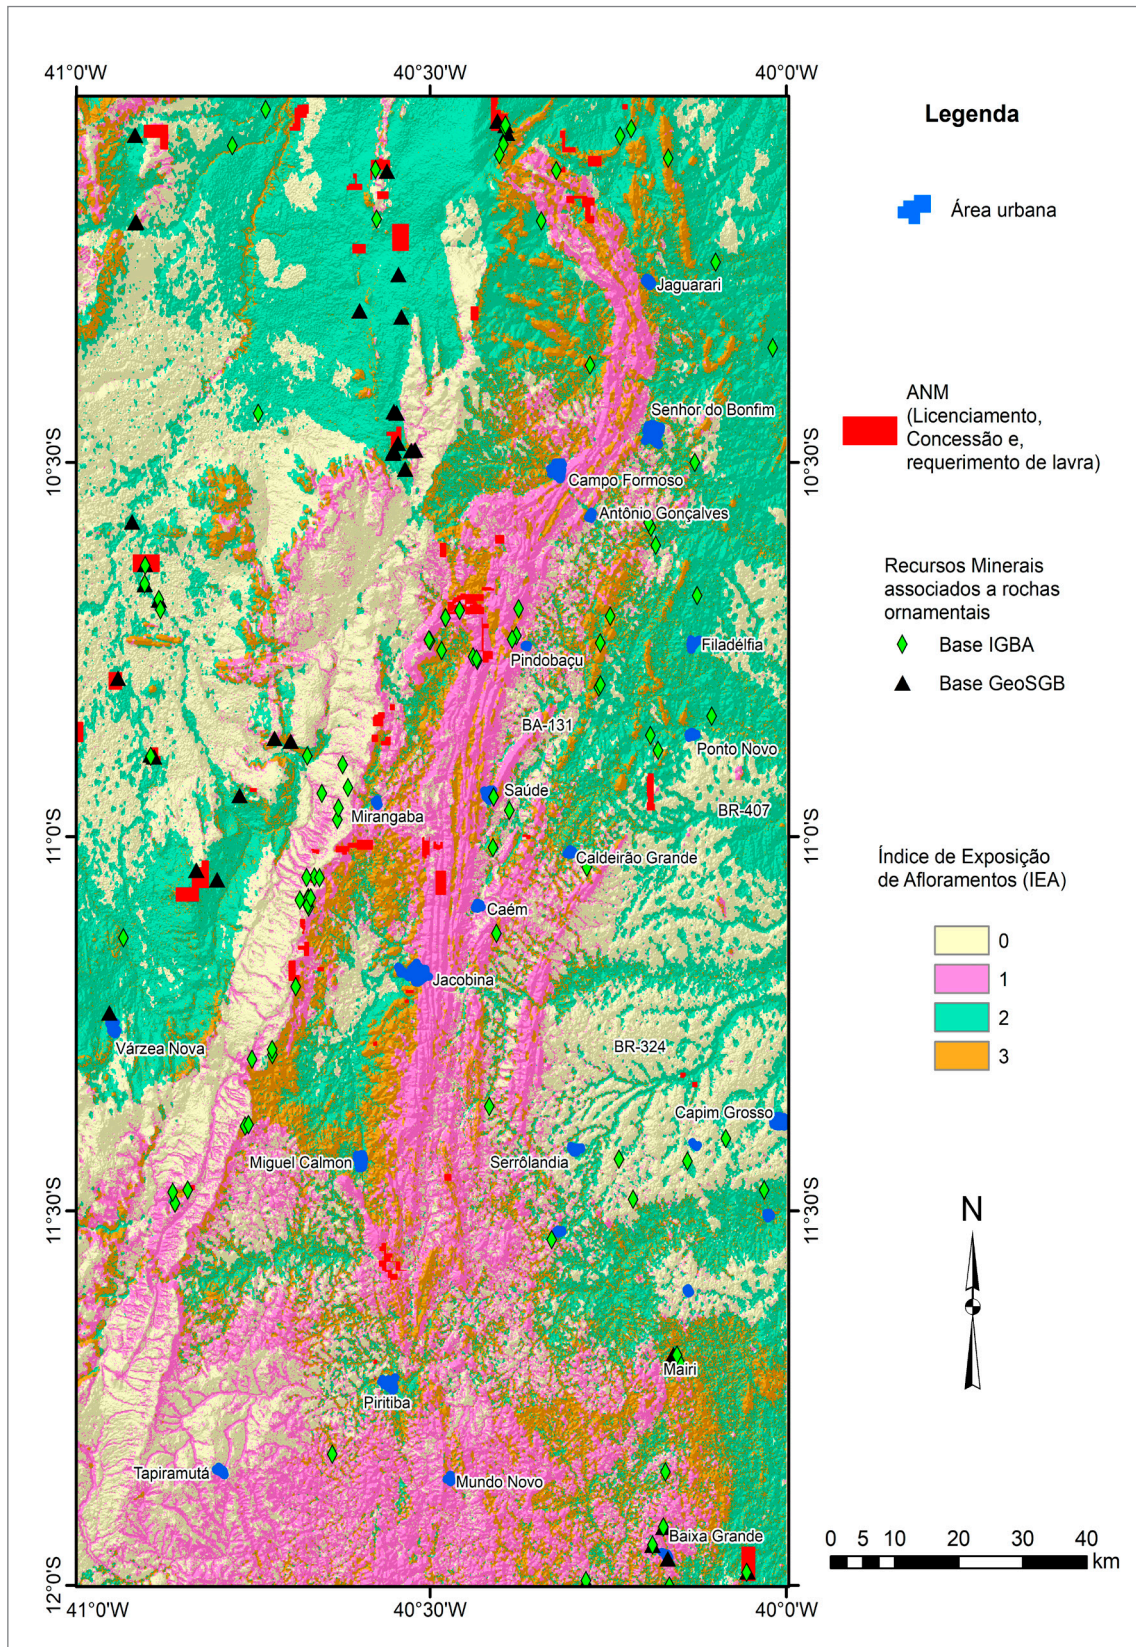 41°0'W
40°30'W
40°0'W
Legenda
Área urbana
Jaguarari
ANM
(Licenciamento,
Concessão e,
requerimento de lavra)
Senhor do Bonfim
10°30'S
10°30'S
Campo Formoso
Antônio Gonçalves
Recursos Minerais
associados a rochas
ornamentais
Base IGBA
Base GeoSGB
Filadélfia
Pindobaçu
BA-131
Ponto Novo
Saúde
BR-407
Mirangaba
11°0'S
11°0'S
Caldeirão Grande
Índice de Exposição
de Afloramentos (IEA)
0
1
2
3
Caém
Jacobina
Várzea Nova
BR-324
Capim Grosso
Miguel Calmon
Serrôlandia
11°30'S
11°30'S
N
Mairi
Piritiba
Tapiramutá
Mundo Novo
Baixa Grande
0 5 10 20 30 40 km
12°0'S
12°0'S
41°0'W
40°30'W
40°0'W